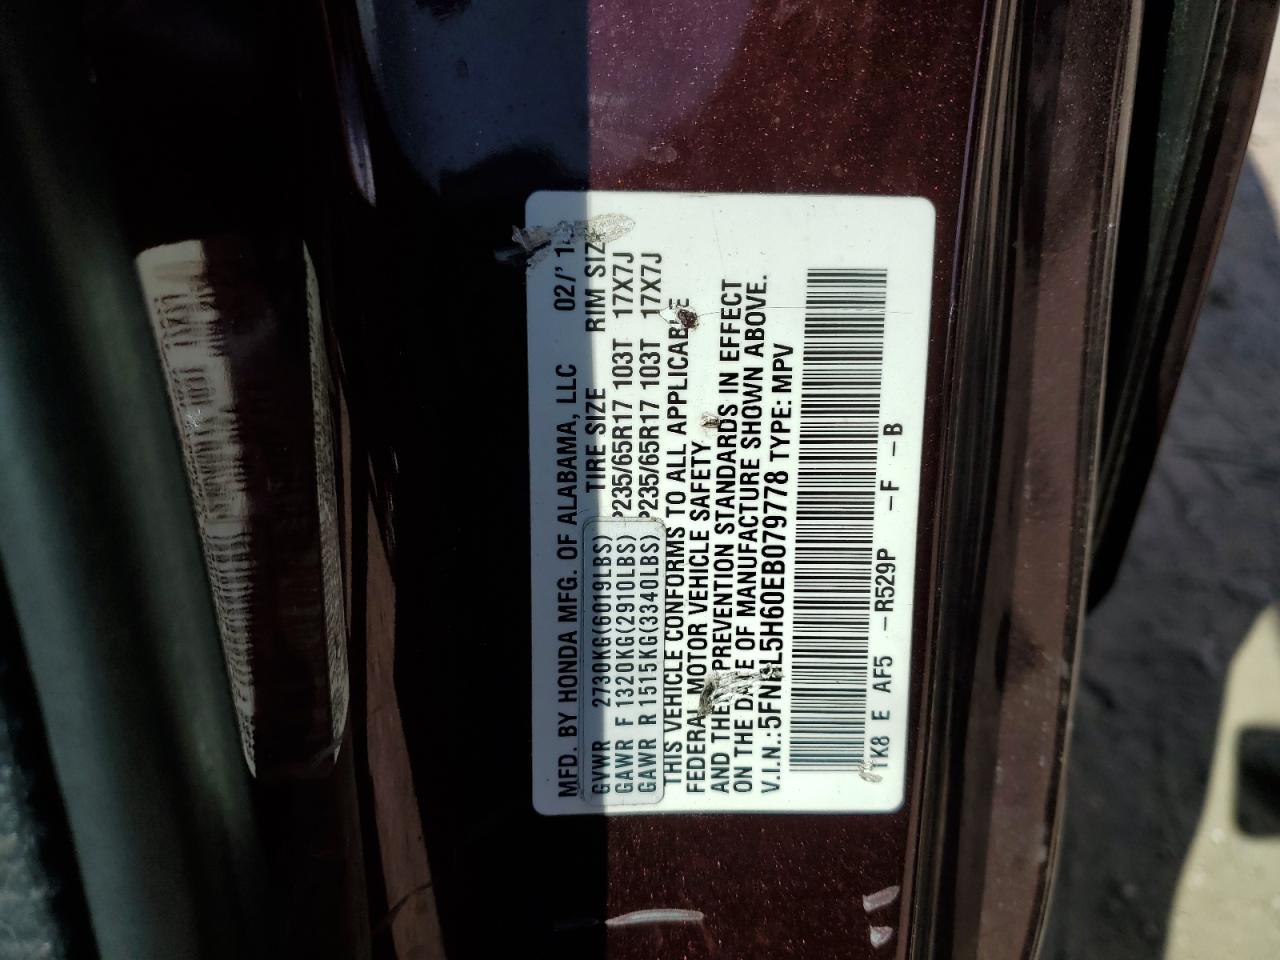 MFD. BY HONDA MFG. OF ALABAMA, LLC 02/'
GVWR 2730KG(6019LBS) TIRE SIZE RIM SIZ
GAWR F 1320KG(2910LBS) P235/65R17 103T 17X7J
GAWR R 1515KG(3340LBS) P235/65R17 103T 17X7J
THIS VEHICLE CONFORMS TO ALL APPLICABLE
FEDERAL MOTOR VEHICLE SAFETY
AND THEFT PREVENTION STANDARDS IN EFFECT
ON THE DATE OF MANUFACTURE SHOWN ABOVE.
V.I.N.: TYPE: MPV
TK8 E AF5 -R529P -F -B